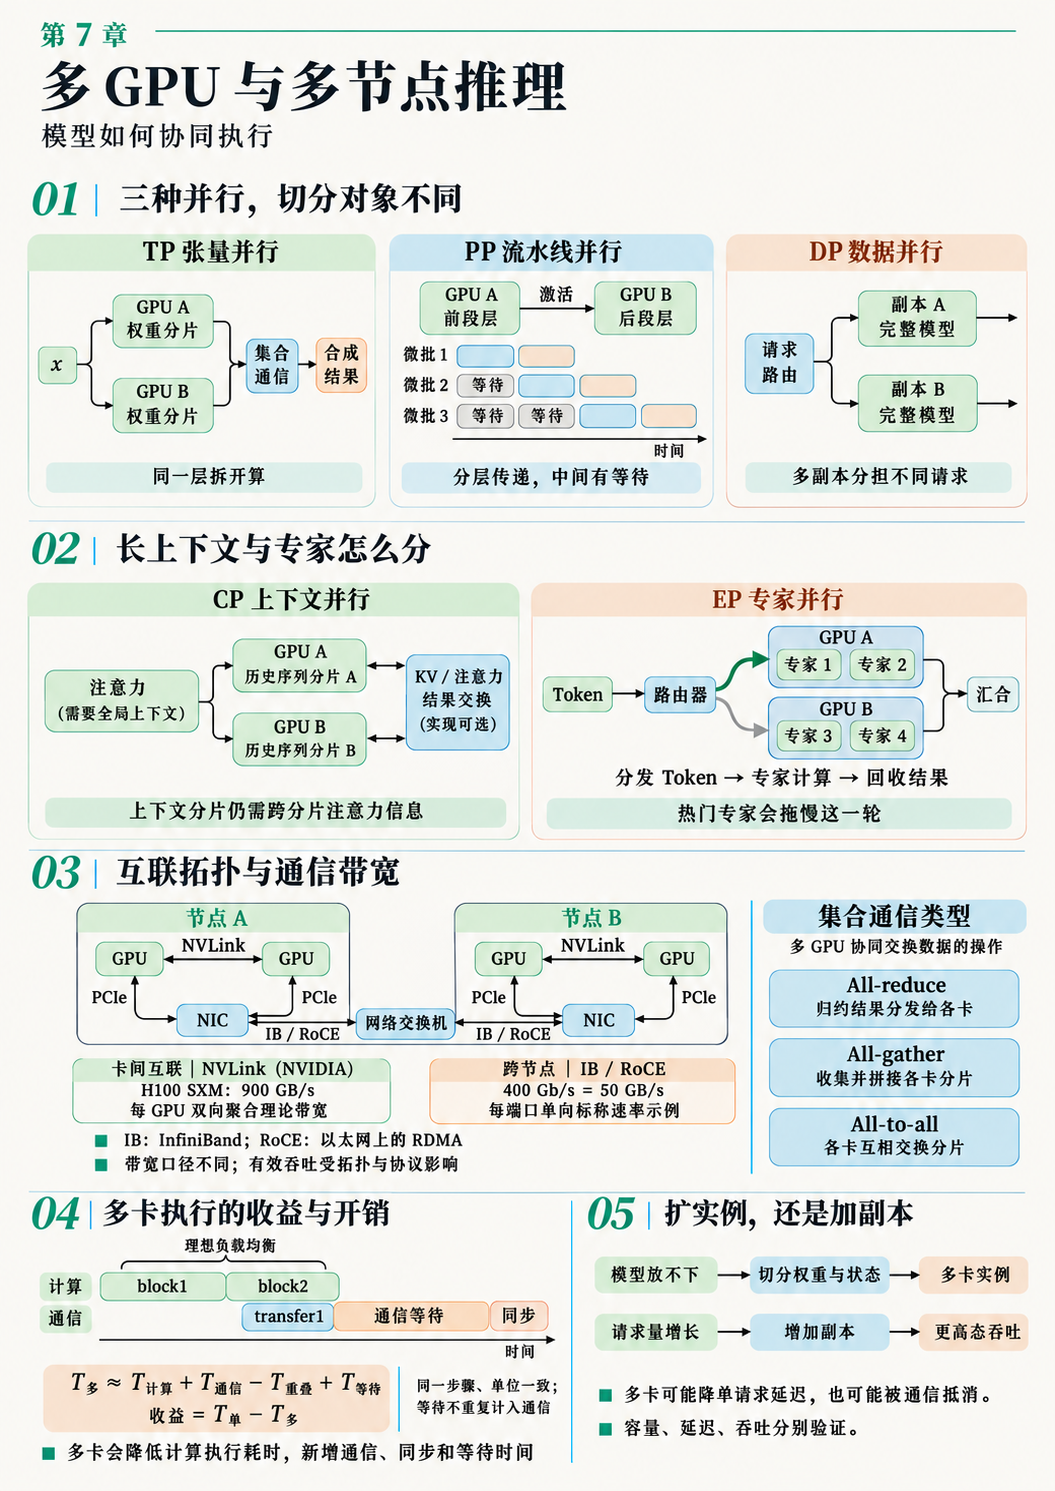 第 7 章
多 GPU 与多节点推理
模型如何协同执行
01 三种并行，切分对象不同
TP 张量并行
x
GPU A
权重分片
GPU B
权重分片
集合
通信
合成
结果
同一层拆开算
PP 流水线并行
GPU A
前段层
激活
GPU B
后段层
微批 1
微批 2 等待
微批 3 等待 等待
时间
分层传递，中间有等待
DP 数据并行
请求
路由
副本 A
完整模型
副本 B
完整模型
多副本分担不同请求
02 长上下文与专家怎么分
CP 上下文并行
注意力
（需要全局上下文）
GPU A
历史序列分片 A
GPU B
历史序列分片 B
KV / 注意力
结果交换
（实现可选）
上下文分片仍需跨分片注意力信息
EP 专家并行
Token
路由器
GPU A
专家 1 专家 2
GPU B
专家 3 专家 4
汇合
分发 Token → 专家计算 → 回收结果
热门专家会拖慢这一轮
03 互联拓扑与通信带宽
节点 A
GPU NVLink GPU
PCIe PCIe
NIC
IB / RoCE
网络交换机
节点 B
GPU NVLink GPU
PCIe PCIe
NIC
IB / RoCE
卡间互联｜NVLink (NVIDIA)
H100 SXM：900 GB/s
每 GPU 双向聚合理论带宽
跨节点｜IB / RoCE
400 Gb/s = 50 GB/s
每端口单向标称速率示例
IB：InfiniBand；RoCE：以太网上的 RDMA
带宽口径不同；有效吞吐受拓扑与协议影响
集合通信类型
多 GPU 协同交换数据的操作
All-reduce
归约结果分发给各卡
All-gather
收集并拼接各卡分片
All-to-all
各卡互相交换分片
04 多卡执行的收益与开销
理想负载均衡
计算 block1 block2
通信 transfer1 通信等待 同步
时间
T多 ≈ T计算 + T通信 − T重叠 + T等待
收益 = T单 − T多
同一步骤、单位一致；
等待不重复计入通信
多卡会降低计算执行耗时，新增通信、同步和等待时间
05 扩实例，还是加副本
模型放不下 切分权重与状态 多卡实例
请求量增长 增加副本 更高态吞吐
多卡可能降单请求延迟，也可能被通信抵消。
容量、延迟、吞吐分别验证。